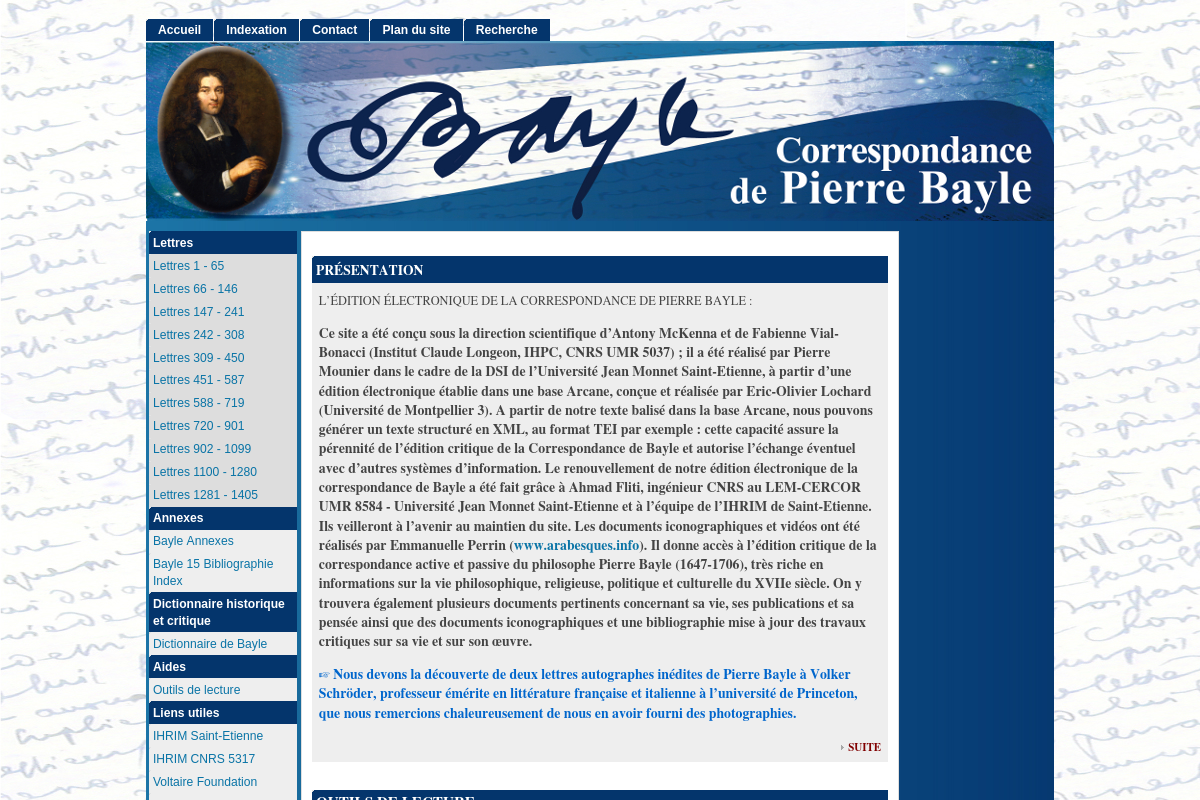 Accueil
Indexation
Contact
Plan du site
Recherche
Bayle
Correspondance
de Pierre Bayle
Lettres
Lettres 1 - 65
Lettres 66 - 146
Lettres 147 - 241
Lettres 242 - 308
Lettres 309 - 450
Lettres 451 - 587
Lettres 588 - 719
Lettres 720 - 901
Lettres 902 - 1099
Lettres 1100 - 1280
Lettres 1281 - 1405
Annexes
Bayle Annexes
Bayle 15 Bibliographie
Index
Dictionnaire historique
et critique
Dictionnaire de Bayle
Aides
Outils de lecture
Liens utiles
IHRIM Saint-Etienne
IHRIM CNRS 5317
Voltaire Foundation
PRÉSENTATION
L’ÉDITION ÉLECTRONIQUE DE LA CORRESPONDANCE DE PIERRE BAYLE :
Ce site a été conçu sous la direction scientifique d’Antony McKenna et de Fabienne Vial-
Bonacci (Institut Claude Longeon, IHPC, CNRS UMR 5037) ; il a été réalisé par Pierre
Mounier dans le cadre de la DSI de l’Université Jean Monnet Saint-Etienne, à partir d’une
édition électronique établie dans une base Arcane, conçue et réalisée par Eric-Olivier Lochard
(Université de Montpellier 3). A partir de notre texte balisé dans la base Arcane, nous pouvons
générer un texte structuré en XML, au format TEI par exemple : cette capacité assure la
pérennité de l’édition critique de la Correspondance de Bayle et autorise l’échange éventuel
avec d’autres systèmes d’information. Le renouvellement de notre édition électronique de la
correspondance de Bayle a été fait grâce à Ahmad Fliti, ingénieur CNRS au LEM-CERCOR
UMR 8584 - Université Jean Monnet Saint-Etienne et à l’équipe de l’IHRIM de Saint-Etienne.
Ils veilleront à l’avenir au maintien du site. Les documents iconographiques et vidéos ont été
réalisés par Emmanuelle Perrin (www.arabesques.info). Il donne accès à l’édition critique de la
correspondance active et passive du philosophe Pierre Bayle (1647-1706), très riche en
informations sur la vie philosophique, religieuse, politique et culturelle du XVIIe siècle. On y
trouvera également plusieurs documents pertinents concernant sa vie, ses publications et sa
pensée ainsi que des documents iconographiques et une bibliographie mise à jour des travaux
critiques sur sa vie et sur son œuvre.
☞ Nous devons la découverte de deux lettres autographes inédites de Pierre Bayle à Volker
Schröder, professeur émérite en littérature française et italienne à l’université de Princeton,
que nous remercions chaleureusement de nous en avoir fourni des photographies.
› SUITE
OUTILS DE LECTURE